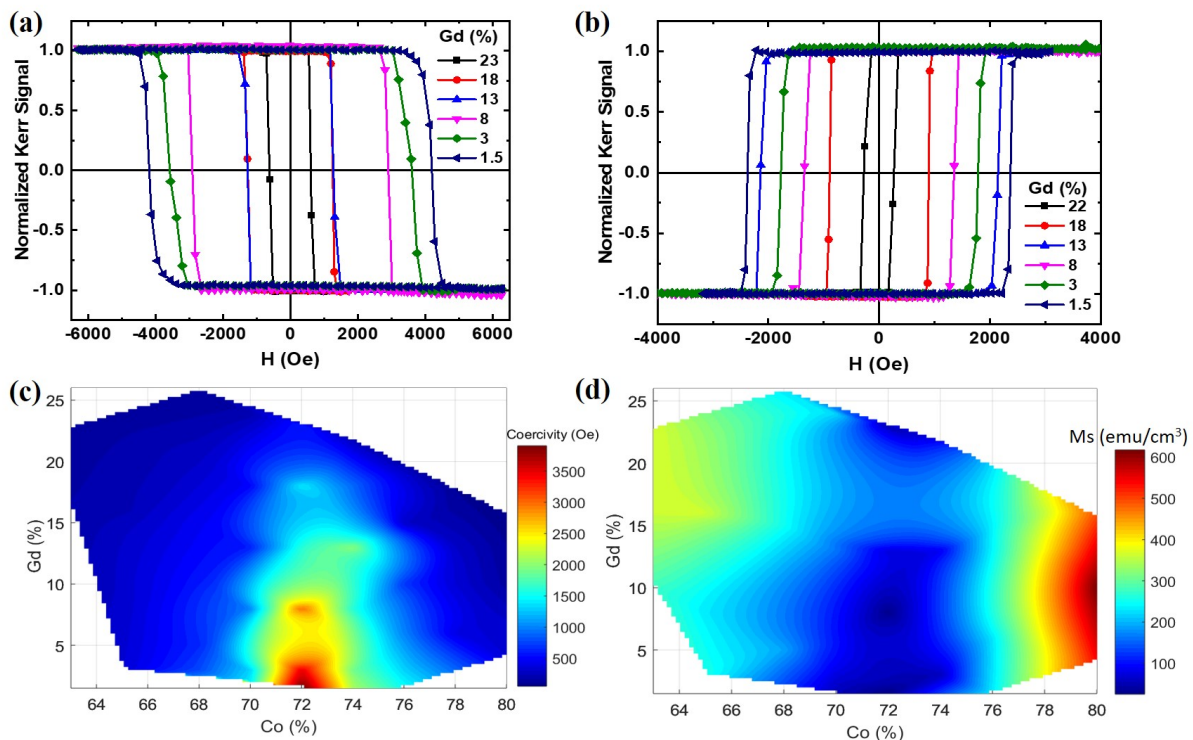 (a)
Normalized Kerr Signal
1.0
0.5
0.0
-0.5
-1.0
-6000 -4000 -2000 0 2000 4000 6000
H (Oe)
Gd (%)
23
18
13
8
3
1.5
(b)
Normalized Kerr Signal
1.0
0.5
0.0
-0.5
-1.0
-4000 -2000 0 2000 4000
H (Oe)
Gd (%)
22
18
13
8
3
1.5
(c)
Gd (%)
25
20
15
10
5
64 66 68 70 72 74 76 78 80
Co (%)
Coercivity (Oe)
3500
3000
2500
2000
1500
1000
500
(d)
Gd (%)
25
20
15
10
5
64 66 68 70 72 74 76 78 80
Co (%)
Ms (emu/cm³)
600
500
400
300
200
100